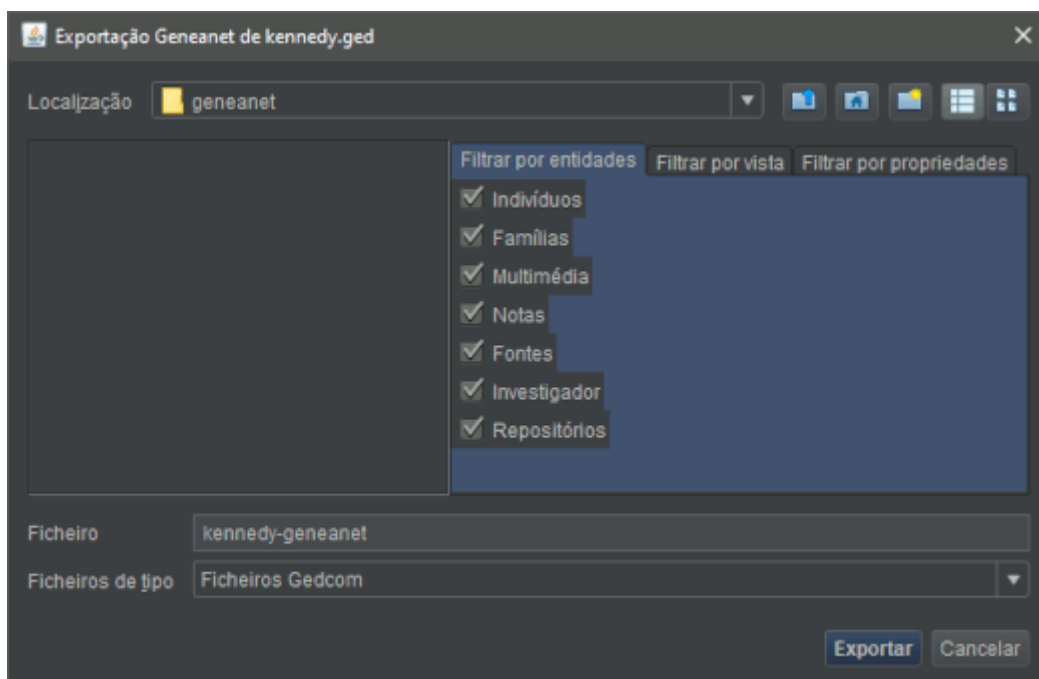 Exportação Geneanet de kennedy.ged
Localização geneanet
Filtrar por entidades Filtrar por vista Filtrar por propriedades
Indivíduos
Famílias
Multimédia
Notas
Fontes
Investigador
Repositórios
Ficheiro kennedy-geneanet
Ficheiros de tipo Ficheiros Gedcom
Exportar Cancelar